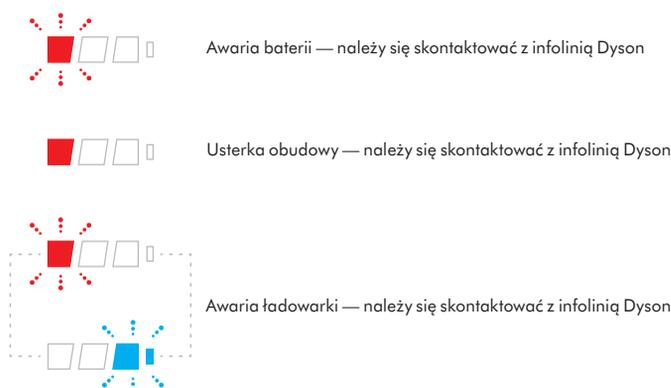 Awaria baterii — należy się skontaktować z infolinią Dyson
Usterka obudowy — należy się skontaktować z infolinią Dyson
Awaria ładowarki — należy się skontaktować z infolinią Dyson